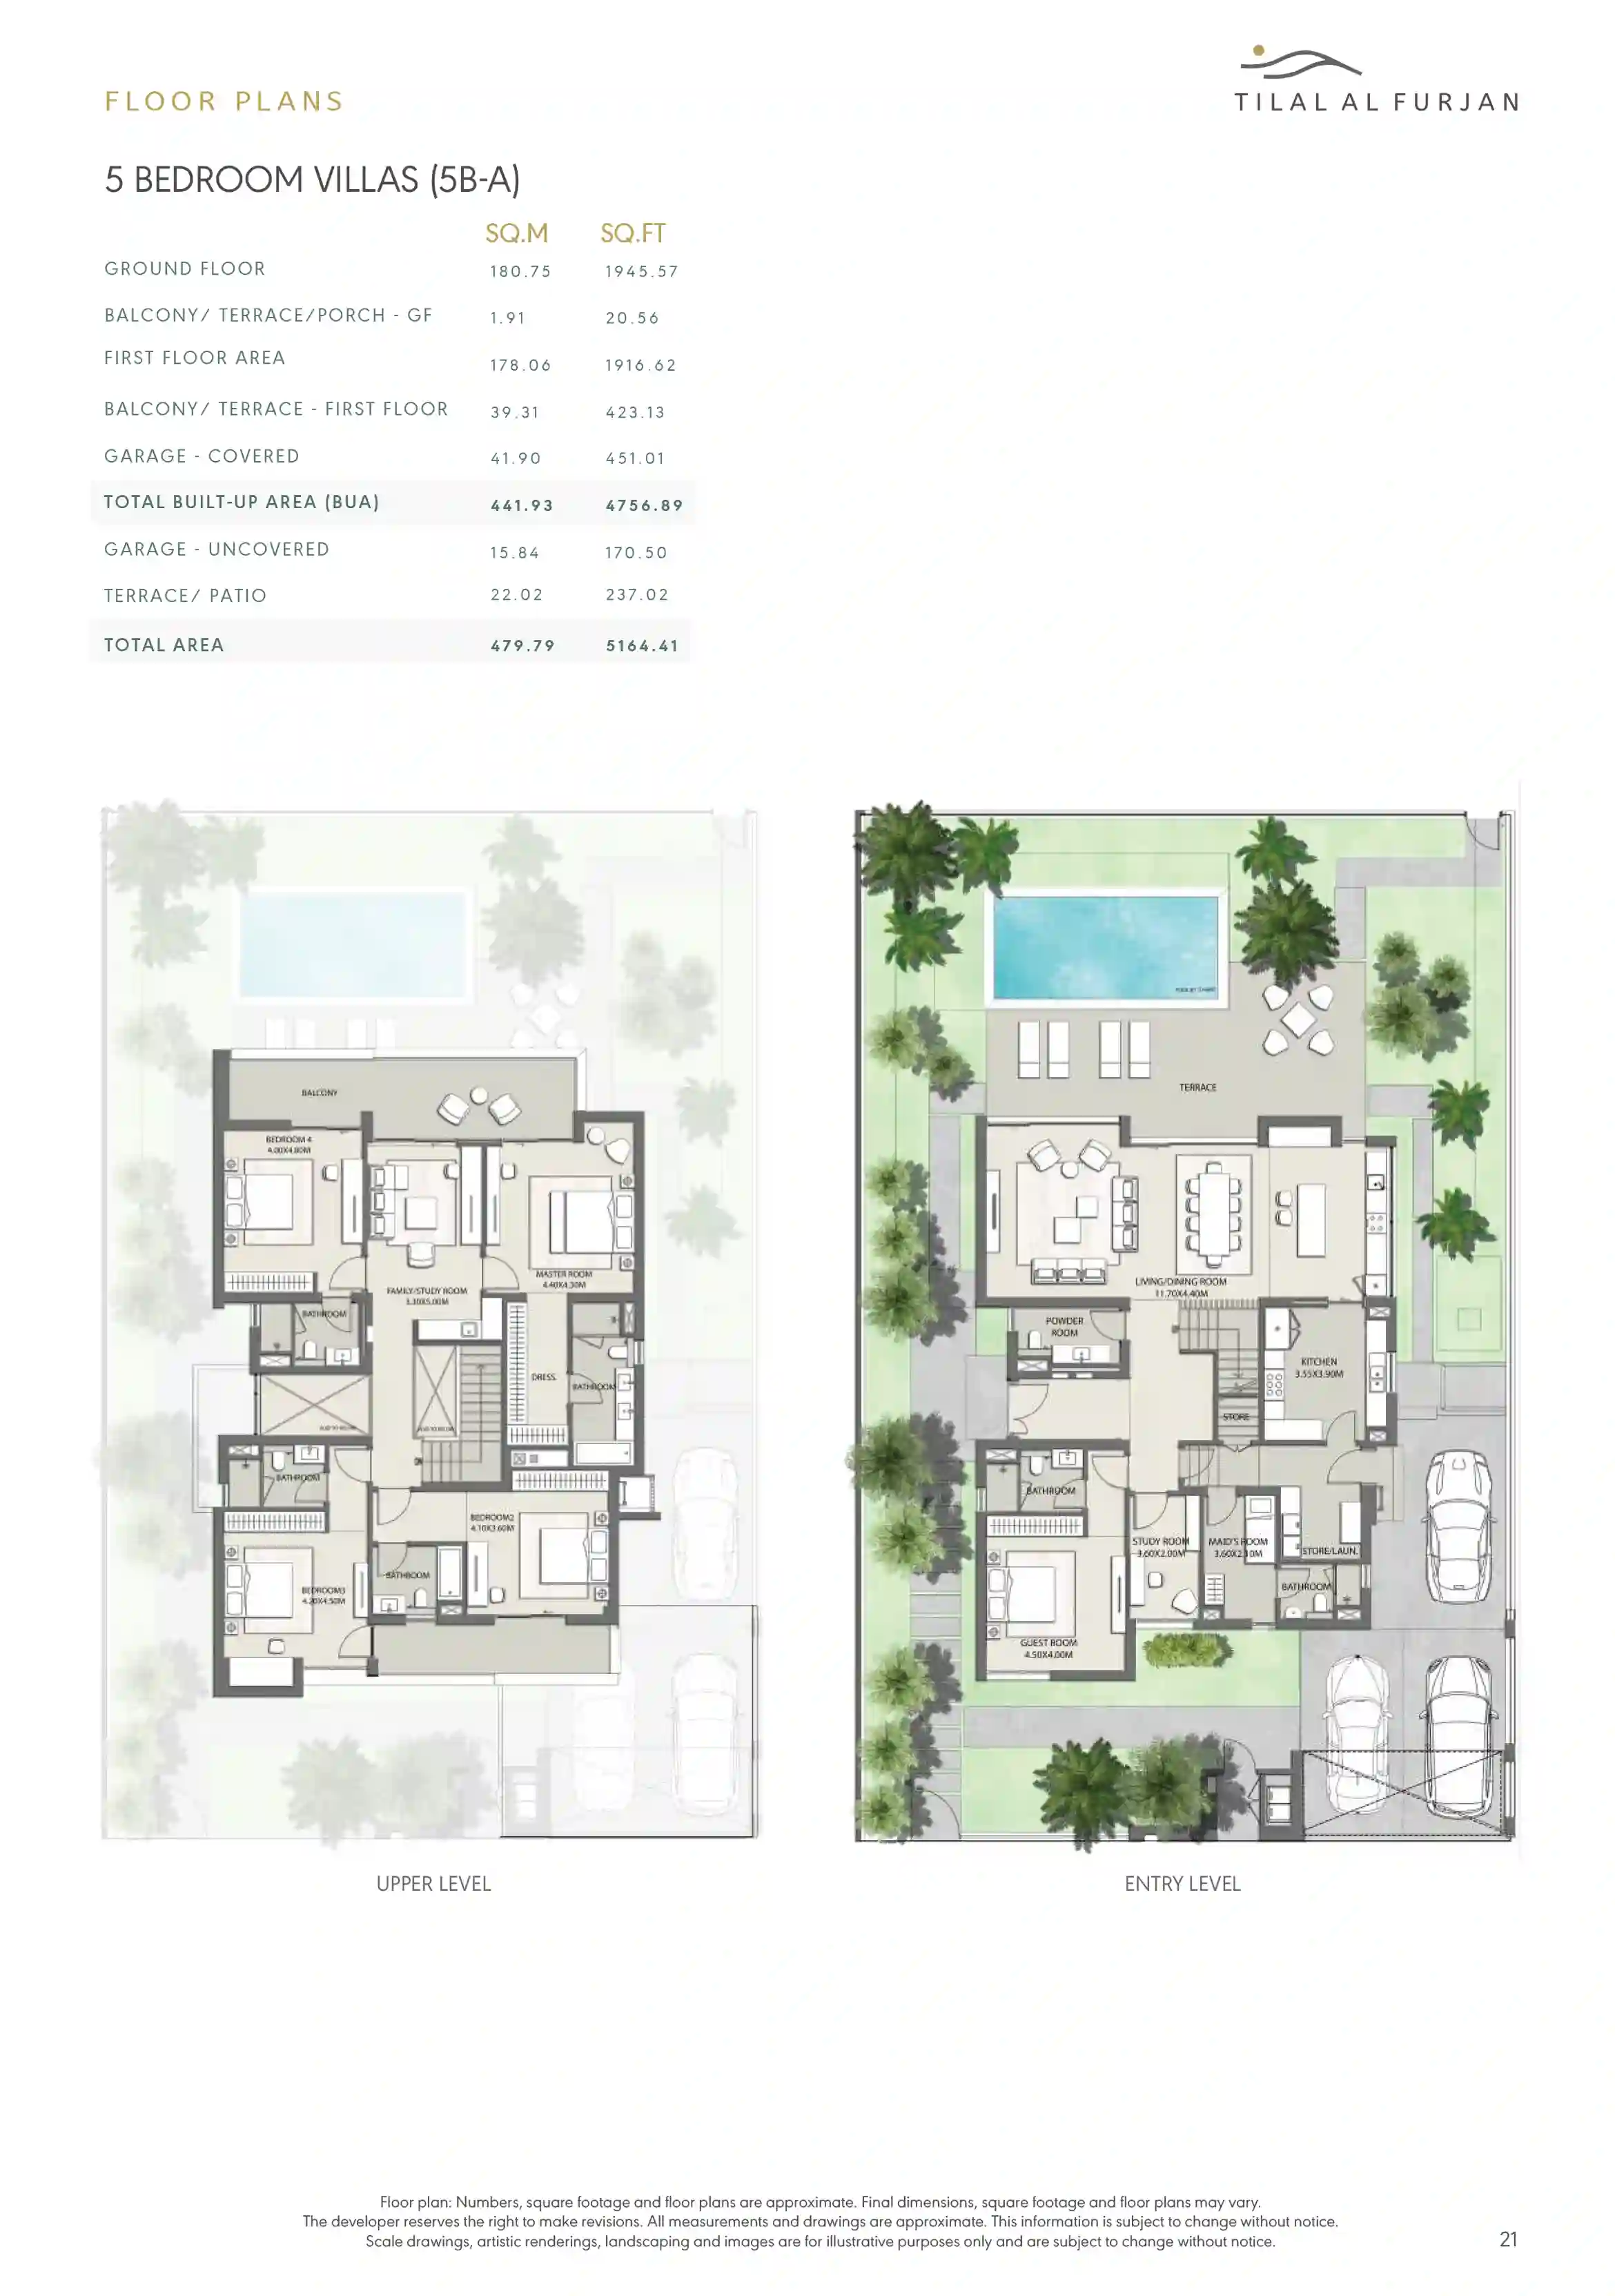 FLOOR PLANS
TILAL AL FURJAN
5 BEDROOM VILLAS (5B-A)
SQ.M SQ.FT
GROUND FLOOR 180.75 1945.57
BALCONY/ TERRACE/PORCH - GF 1.91 20.56
FIRST FLOOR AREA 178.06 1916.62
BALCONY/ TERRACE - FIRST FLOOR 39.31 423.13
GARAGE - COVERED 41.90 451.01
TOTAL BUILT-UP AREA (BUA) 441.93 4756.89
GARAGE - UNCOVERED 15.84 170.50
TERRACE/ PATIO 22.02 237.02
TOTAL AREA 479.79 5164.41
BALCONY
BEDROOM 4
4.00X4.80M
FAMILY/STUDY ROOM
3.30X5.00M
MASTER ROOM
4.40X4.30M
BATHROOM
DRESS.
BATHROOM
DN
BATHROOM
BEDROOM2
4.10X3.60M
BATHROOM
BEDROOM3
4.20X4.50M
UPPER LEVEL
TERRACE
LIVING/DINING ROOM
11.70X4.40M
POWDER
ROOM
KITCHEN
3.55X3.90M
STORE
BATHROOM
STUDY ROOM
3.60X2.00M
MAID'S ROOM
3.60X2.10M
STORE/LAUN.
BATHROOM
GUEST ROOM
4.50X4.00M
ENTRY LEVEL
Floor plan: Numbers, square footage and floor plans are approximate. Final dimensions, square footage and floor plans may vary.
The developer reserves the right to make revisions. All measurements and drawings are approximate. This information is subject to change without notice.
Scale drawings, artistic renderings, landscaping and images are for illustrative purposes only and are subject to change without notice.
21